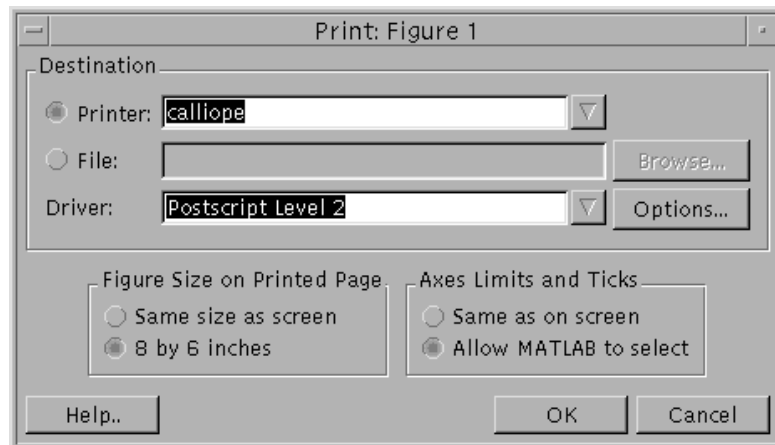 Print: Figure 1
Destination
Printer: calliope
File: Browse...
Driver: Postscript Level 2 Options...
Figure Size on Printed Page
Same size as screen
8 by 6 inches
Axes Limits and Ticks
Same as on screen
Allow MATLAB to select
Help.. OK Cancel